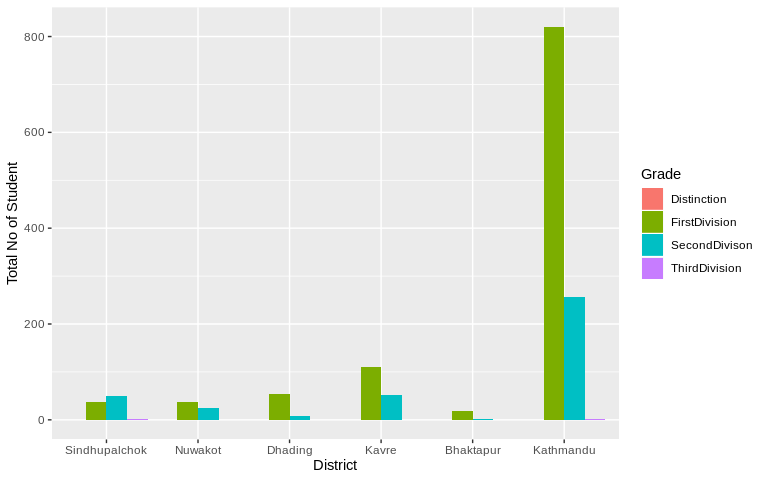 800
600
400
200
0
Total No of Student
Sindhupalchok Nuwakot Dhading Kavre Bhaktapur Kathmandu
District
Grade
Distinction
FirstDivision
SecondDivison
ThirdDivision